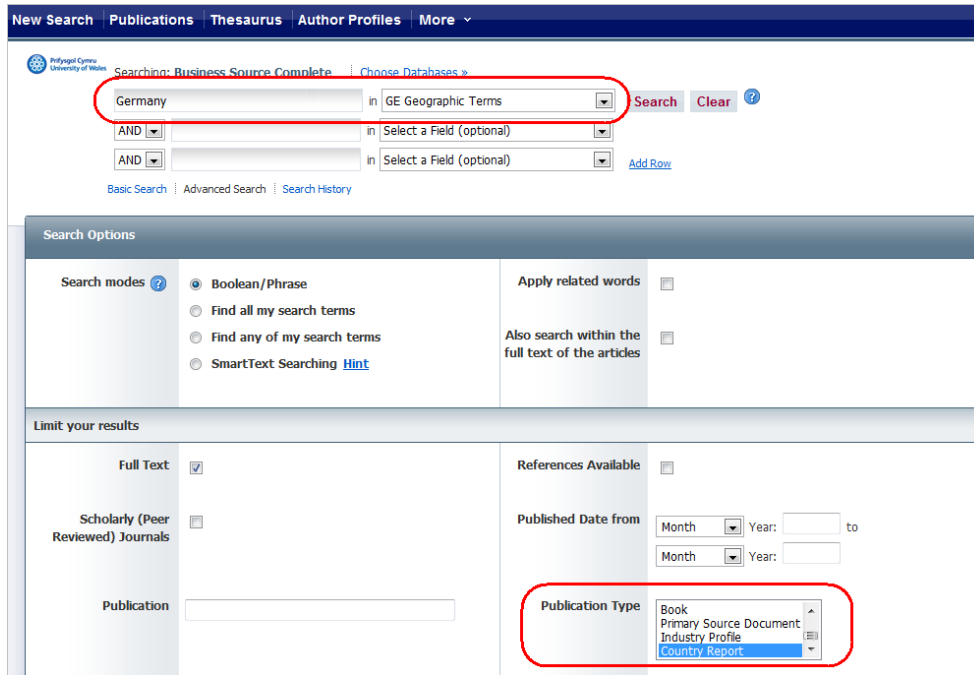 New Search Publications Thesaurus Author Profiles More
Prifysgol Cymru
University of Wales
Searching: Business Source Complete Choose Databases »
Germany in GE Geographic Terms Search Clear ?
AND in Select a Field (optional)
AND in Select a Field (optional) Add Row
Basic Search Advanced Search Search History
Search Options
Search modes ? Boolean/Phrase Apply related words
Find all my search terms
Find any of my search terms Also search within the
full text of the articles
SmartText Searching Hint
Limit your results
Full Text References Available
Scholarly (Peer
Reviewed) Journals
Published Date from Month Year: to
Month Year:
Publication Publication Type
Book
Primary Source Document
Industry Profile
Country Report